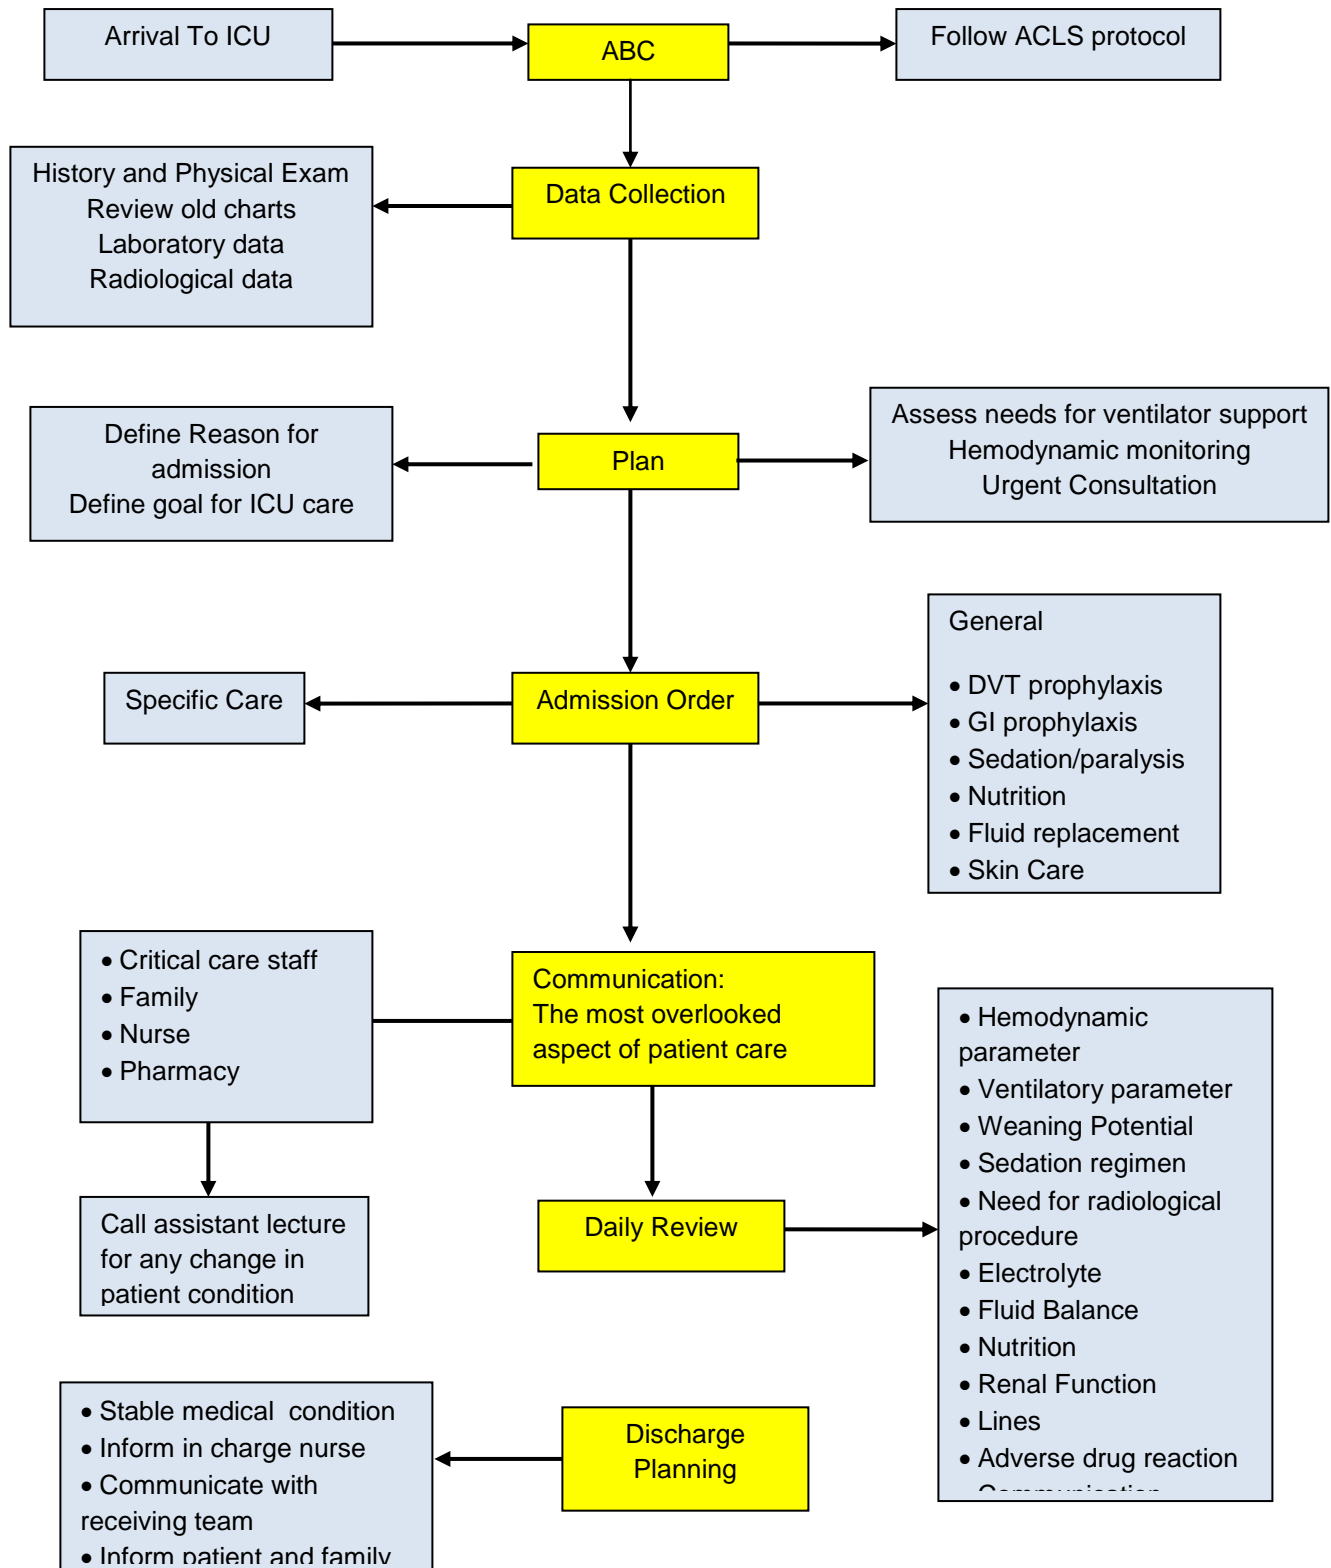 Arrival To ICU
ABC
Follow ACLS protocol
History and Physical Exam
Review old charts
Laboratory data
Radiological data
Data Collection
Define Reason for
admission
Define goal for ICU care
Plan
Assess needs for ventilator support
Hemodynamic monitoring
Urgent Consultation
Specific Care
Admission Order
General
• DVT prophylaxis
• GI prophylaxis
• Sedation/paralysis
• Nutrition
• Fluid replacement
• Skin Care
• Critical care staff
• Family
• Nurse
• Pharmacy
Communication:
The most overlooked
aspect of patient care
Call assistant lecture
for any change in
patient condition
Daily Review
• Hemodynamic
parameter
• Ventilatory parameter
• Weaning Potential
• Sedation regimen
• Need for radiological
procedure
• Electrolyte
• Fluid Balance
• Nutrition
• Renal Function
• Lines
• Adverse drug reaction
• Communication
• Stable medical  condition
• Inform in charge nurse
• Communicate with
receiving team
• Inform patient and family
Discharge
Planning